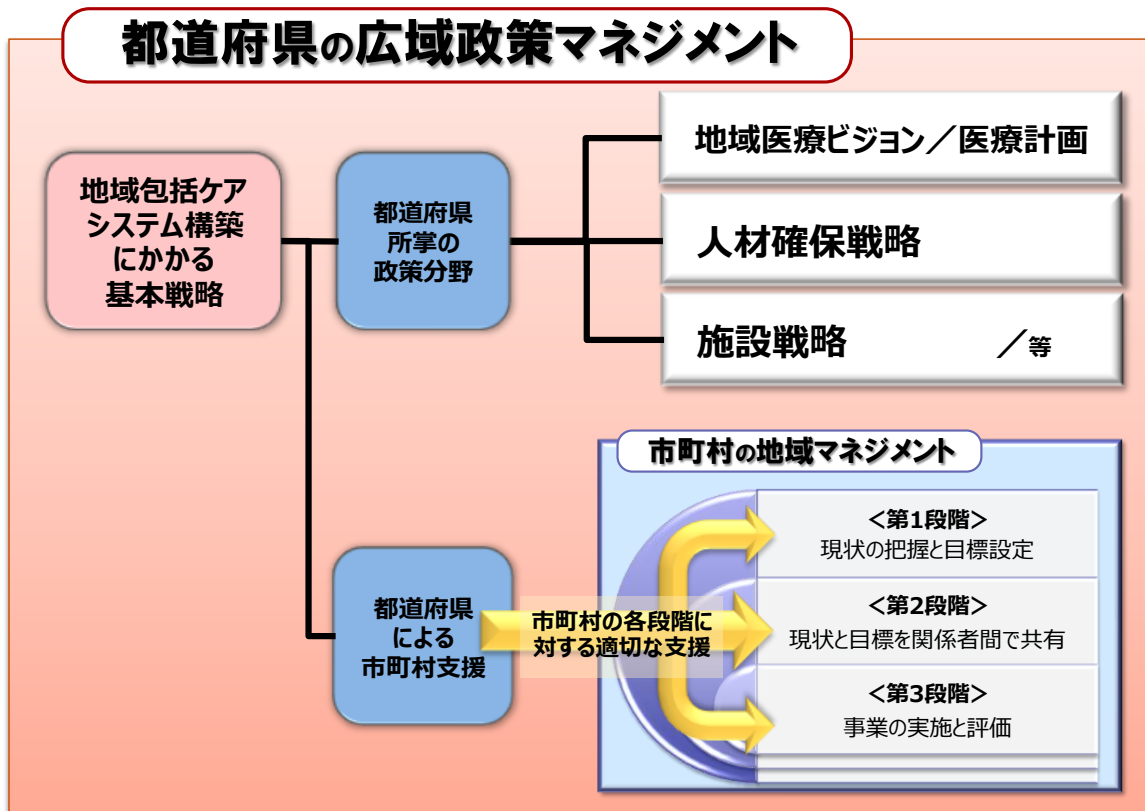 都道府県の広域政策マネジメント
地域包括ケア
システム構築
にかかる
基本戦略
都道府県
所掌の
政策分野
地域医療ビジョン／医療計画
人材確保戦略
施設戦略 ／等
都道府県
による
市町村支援
市町村の各段階に
対する適切な支援
市町村の地域マネジメント
＜第1段階＞
現状の把握と目標設定
＜第2段階＞
現状と目標を関係者間で共有
＜第3段階＞
事業の実施と評価